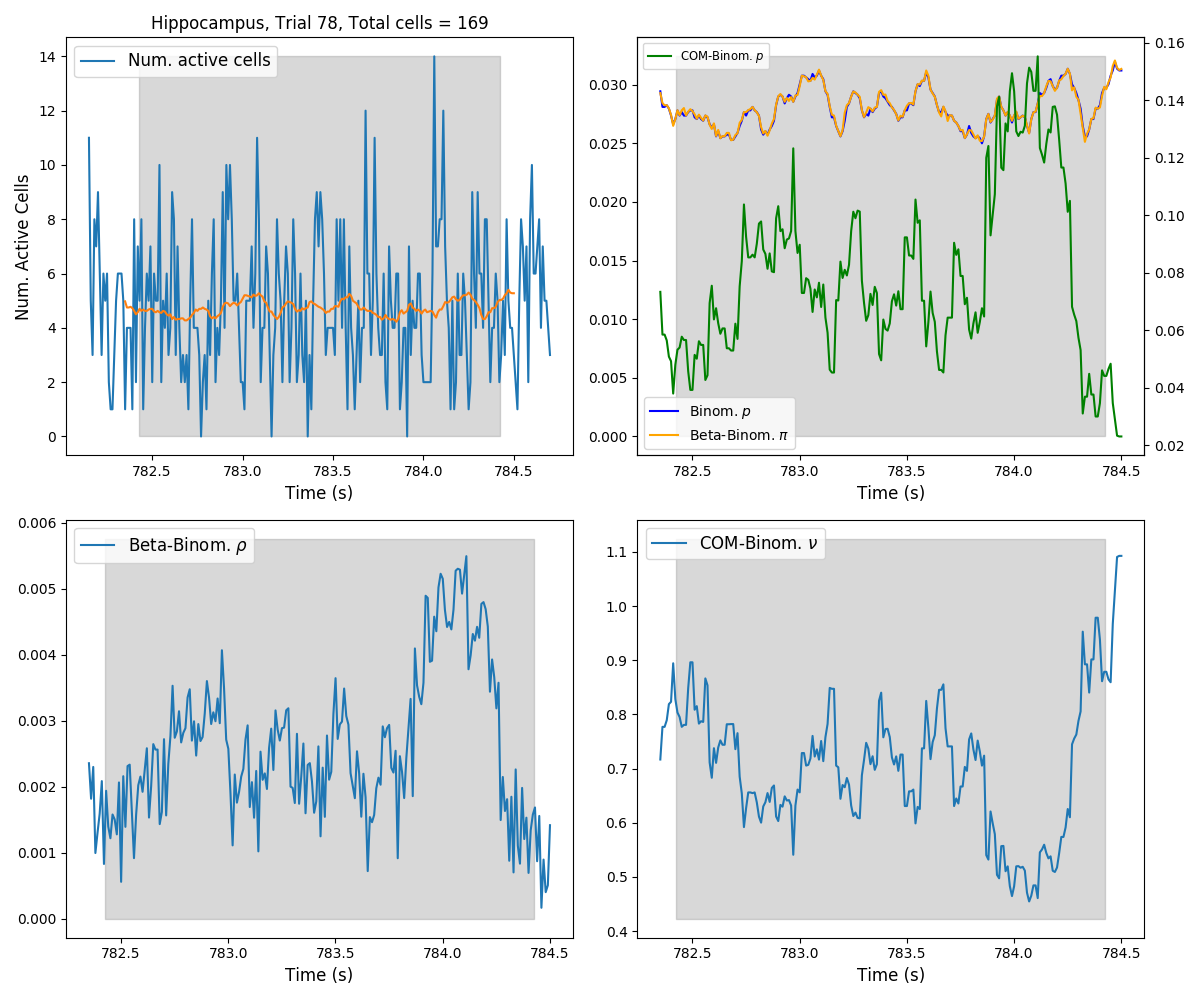 Hippocampus, Trial 78, Total cells = 169
Num. active cells
Num. Active Cells
14
12
10
8
6
4
2
0
782.5 783.0 783.5 784.0 784.5
Time (s)
COM-Binom. p
Binom. p
Beta-Binom. π
0.030
0.025
0.020
0.015
0.010
0.005
0.000
0.16
0.14
0.12
0.10
0.08
0.06
0.04
0.02
782.5 783.0 783.5 784.0 784.5
Time (s)
Beta-Binom. ρ
0.006
0.005
0.004
0.003
0.002
0.001
0.000
782.5 783.0 783.5 784.0 784.5
Time (s)
COM-Binom. ν
1.1
1.0
0.9
0.8
0.7
0.6
0.5
0.4
782.5 783.0 783.5 784.0 784.5
Time (s)